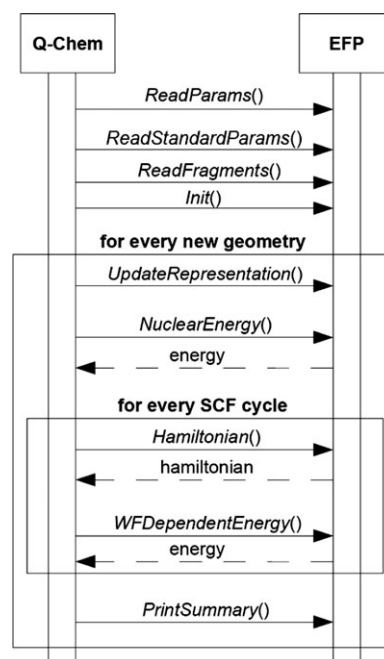 Q-Chem EFP
ReadParams()
ReadStandardParams()
ReadFragments()
Init()
for every new geometry
UpdateRepresentation()
NuclearEnergy()
energy
for every SCF cycle
Hamiltonian()
hamiltonian
WFDependentEnergy()
energy
PrintSummary()